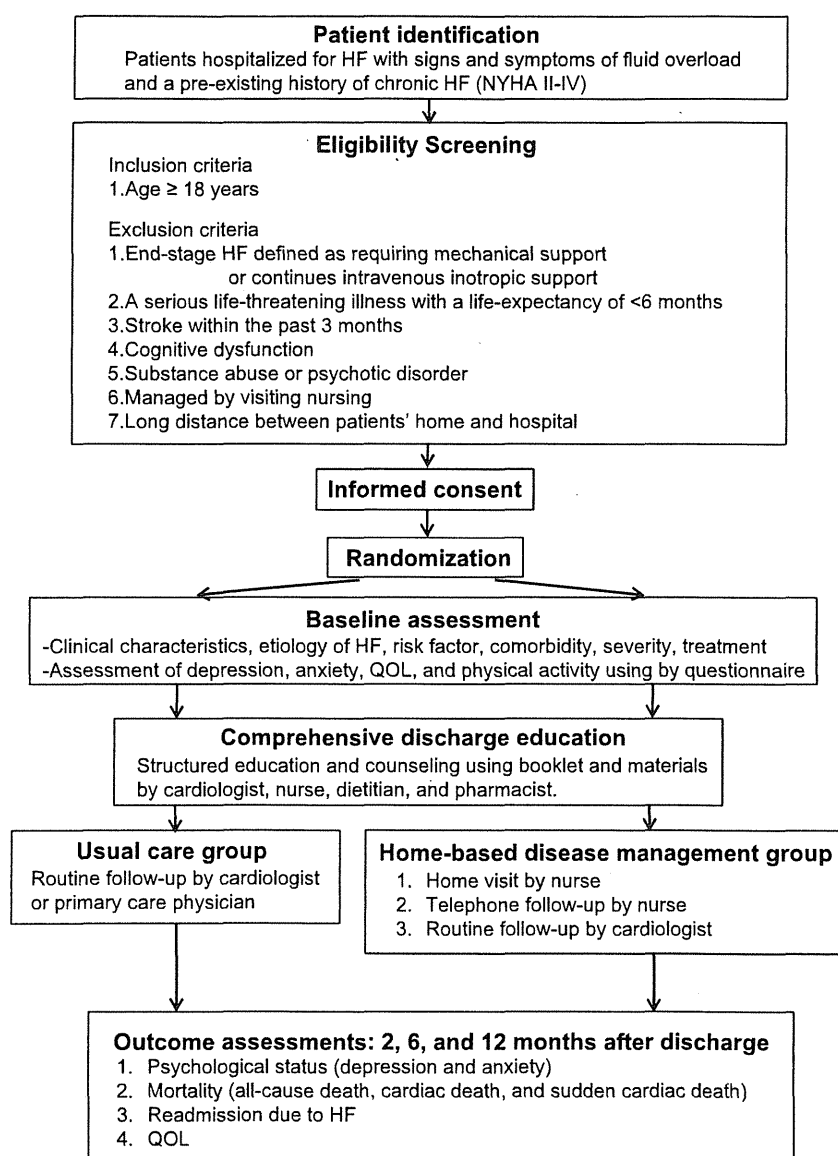 Patient identification
Patients hospitalized for HF with signs and symptoms of fluid overload
and a pre-existing history of chronic HF (NYHA II-IV)
Eligibility Screening
Inclusion criteria
1.Age ≥ 18 years
Exclusion criteria
1.End-stage HF defined as requiring mechanical support
or continues intravenous inotropic support
2.A serious life-threatening illness with a life-expectancy of <6 months
3.Stroke within the past 3 months
4.Cognitive dysfunction
5.Substance abuse or psychotic disorder
6.Managed by visiting nursing
7.Long distance between patients' home and hospital
Informed consent
Randomization
Baseline assessment
-Clinical characteristics, etiology of HF, risk factor, comorbidity, severity, treatment
-Assessment of depression, anxiety, QOL, and physical activity using by questionnaire
Comprehensive discharge education
Structured education and counseling using booklet and materials
by cardiologist, nurse, dietitian, and pharmacist.
Usual care group
Routine follow-up by cardiologist
or primary care physician
Home-based disease management group
1. Home visit by nurse
2. Telephone follow-up by nurse
3. Routine follow-up by cardiologist
Outcome assessments: 2, 6, and 12 months after discharge
1. Psychological status (depression and anxiety)
2. Mortality (all-cause death, cardiac death, and sudden cardiac death)
3. Readmission due to HF
4. QOL